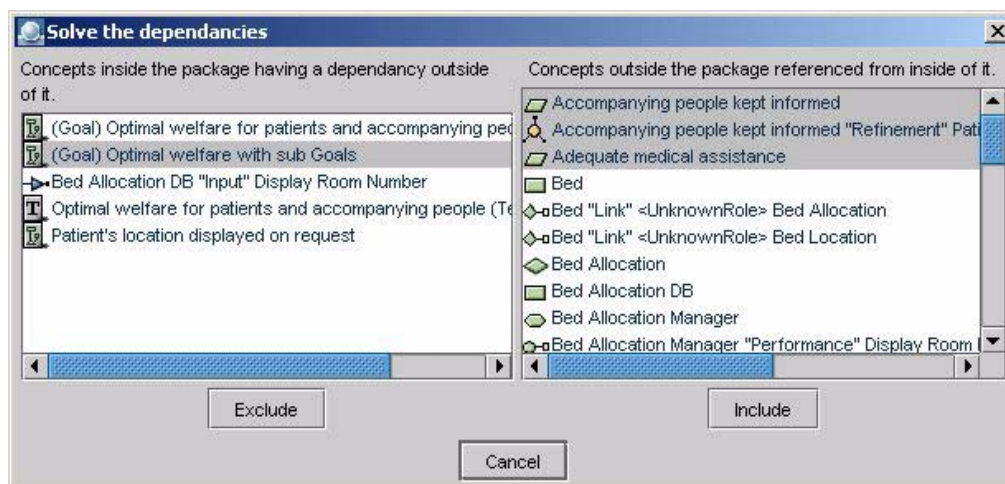 Solve the dependancies
Concepts inside the package having a dependancy outside
of it.
(Goal) Optimal welfare for patients and accompanying
(Goal) Optimal welfare with sub Goals
Bed Allocation DB "Input" Display Room Number
T Optimal welfare for patients and accompanying people
Patient's location displayed on request
Exclude
Concepts outside the package referenced from inside of it.
Accompanying people kept informed
Accompanying people kept informed "Refinement"
Adequate medical assistance
Bed
Bed "Link" <UnknownRole> Bed Allocation
Bed "Link" <UnknownRole> Bed Location
Bed Allocation
Bed Allocation DB
Bed Allocation Manager
Bed Allocation Manager "Performance" Display Room
Include
Cancel